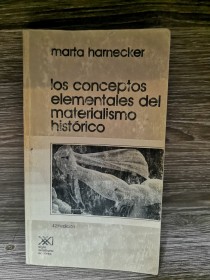 marta harnecker
los conceptos
elementales del
materialismo
histórico